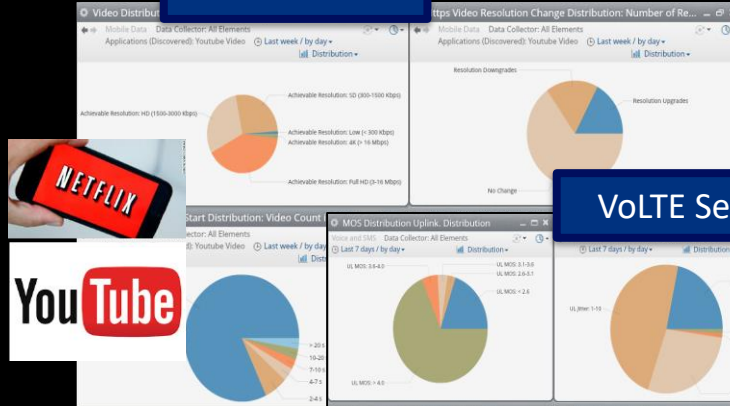 Video Distribut
Mobile Data Data Collector: All Elements
Applications (Discovered): Youtube Video Last week / by day
Distribution
Achievable Resolution: SD (300-1500 Kbps)
Achievable Resolution: HD (1500-3000 Kbps)
Achievable Resolution: Low (< 300 Kbps)
Achievable Resolution: 4K (> 16 Mbps)
Achievable Resolution: Full HD (3-16 Mbps)
ttps Video Resolution Change Distribution: Number of Re...
Mobile Data Data Collector: All Elements
Applications (Discovered): Youtube Video Last week / by day
Distribution
Resolution Downgrades
Resolution Upgrades
No Change
NETFLIX
YouTube
Start Distribution: Video Count
ector: All Elements
d): Youtube Video Last week / by day
Dist
> 20 s
10-20
7-10 s
4-7 s
2-4 s
MOS Distribution Uplink. Distribution
Voice and SMS Data Collector: All Elements
Last 7 days / by day Distribution
UL MOS: 3.6-4.0
UL MOS: 3.1-3.6
UL MOS: 2.6-3.1
UL MOS: < 2.6
UL MOS: > 4.0
VoLTE Se
Last 7 days / by day Distribution
UL Jitter: 1-10